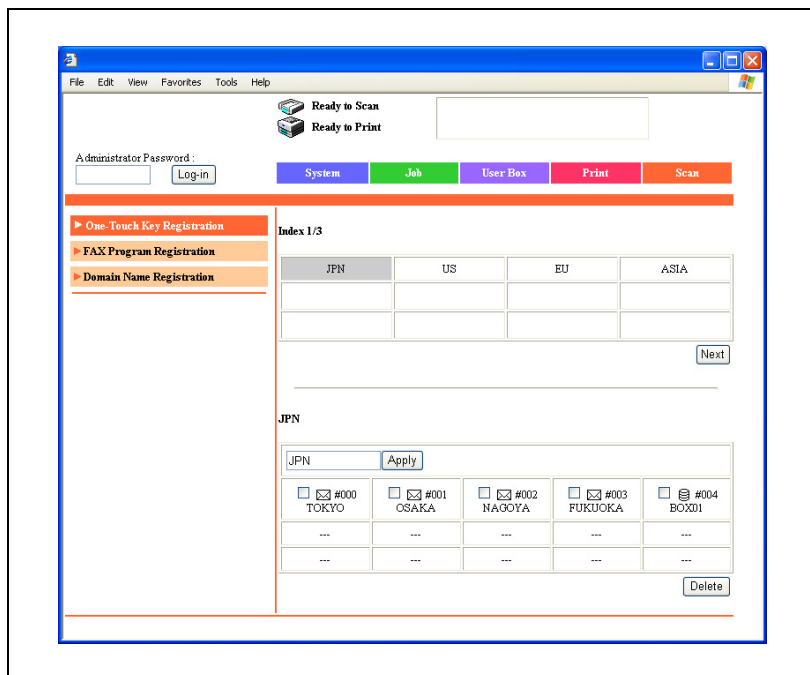 File Edit View Favorites Tools Help
Ready to Scan
Ready to Print
Administrator Password :
Log-in
System Job User Box Print Scan
One-Touch Key Registration
FAX Program Registration
Domain Name Registration
Index 1/3
JPN US EU ASIA
Next
JPN
JPN Apply
#000 #001 #002 #003 #004
TOKYO OSAKA NAGOYA FUKUOKA BOX01
--- --- --- --- ---
--- --- --- --- ---
Delete